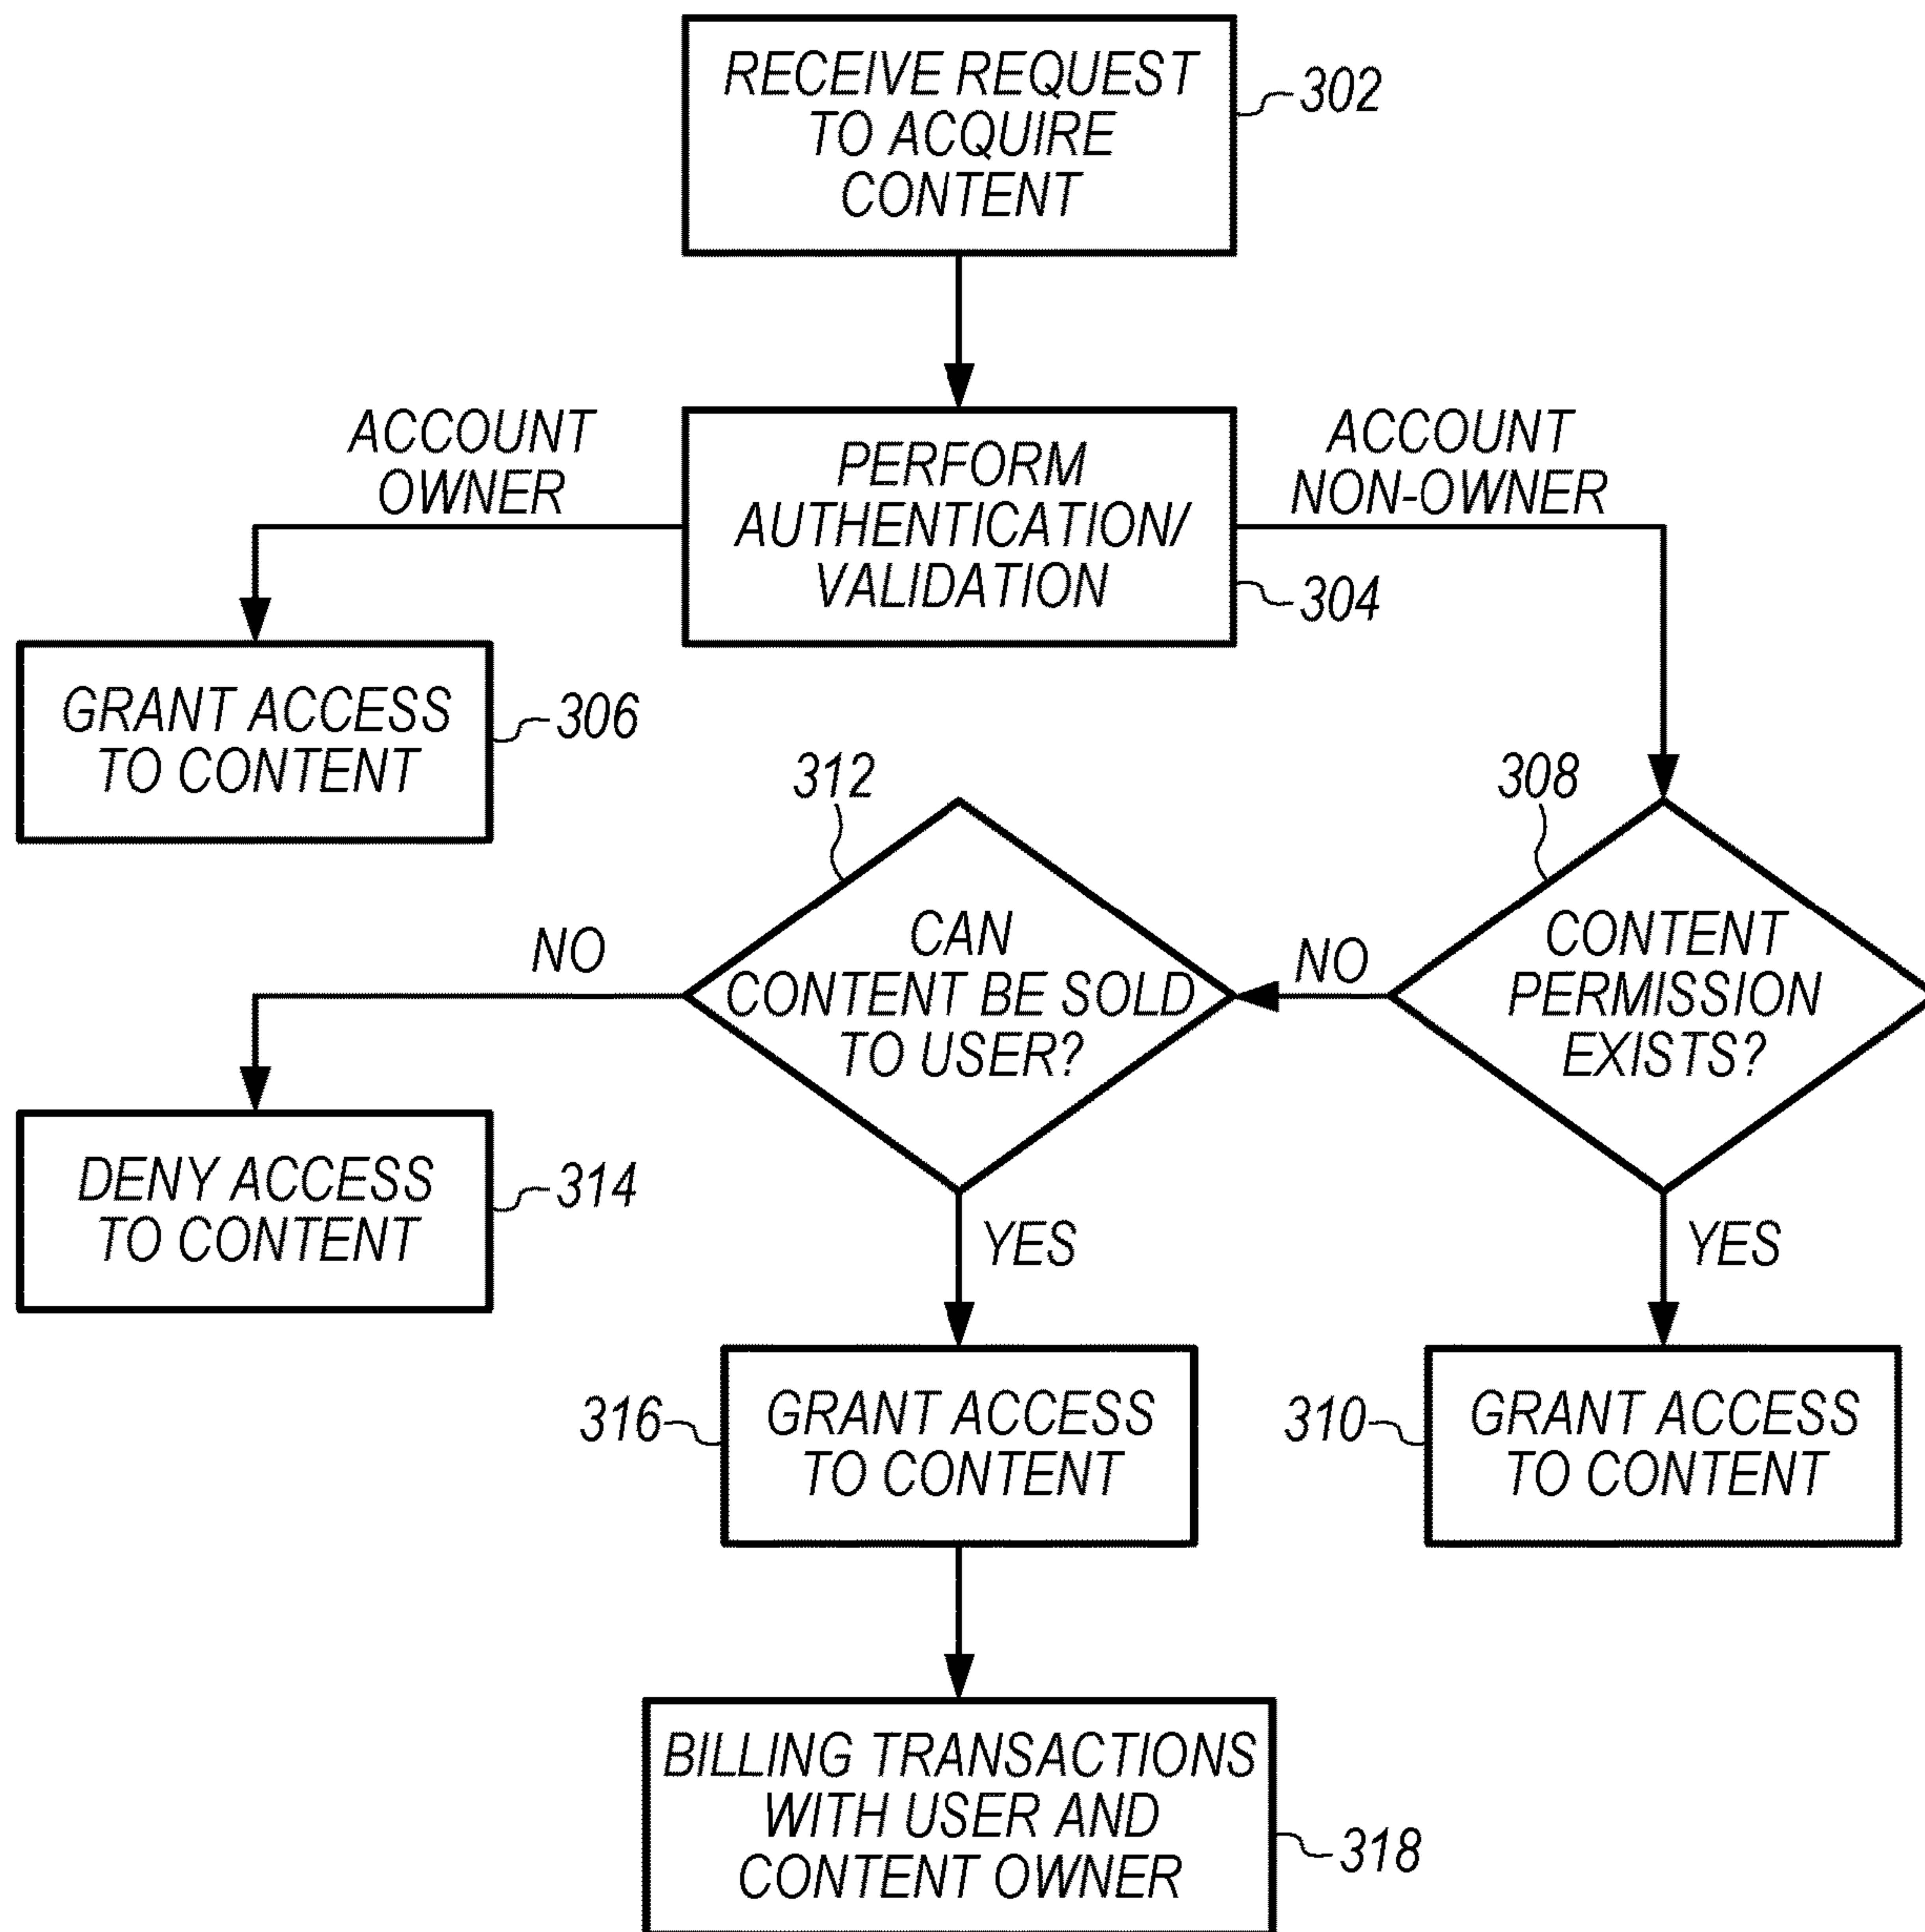 RECEIVE REQUEST
TO ACQUIRE
CONTENT
302
ACCOUNT
OWNER
PERFORM
AUTHENTICATION/
VALIDATION
304
ACCOUNT
NON-OWNER
GRANT ACCESS
TO CONTENT
306
312
CAN
CONTENT BE SOLD
TO USER?
NO
308
CONTENT
PERMISSION
EXISTS?
NO
DENY ACCESS
TO CONTENT
314
YES
YES
316
GRANT ACCESS
TO CONTENT
310
GRANT ACCESS
TO CONTENT
BILLING TRANSACTIONS
WITH USER AND
CONTENT OWNER
318